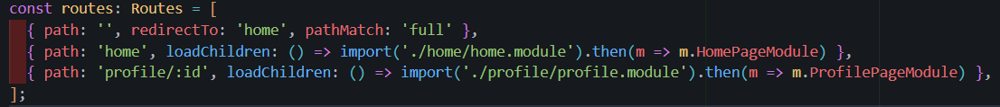 const routes: Routes = [
  { path: '', redirectTo: 'home', pathMatch: 'full' },
  { path: 'home', loadChildren: () => import('./home/home.module').then(m => m.HomePageModule) },
  { path: 'profile/:id', loadChildren: () => import('./profile/profile.module').then(m => m.ProfilePageModule) },
];